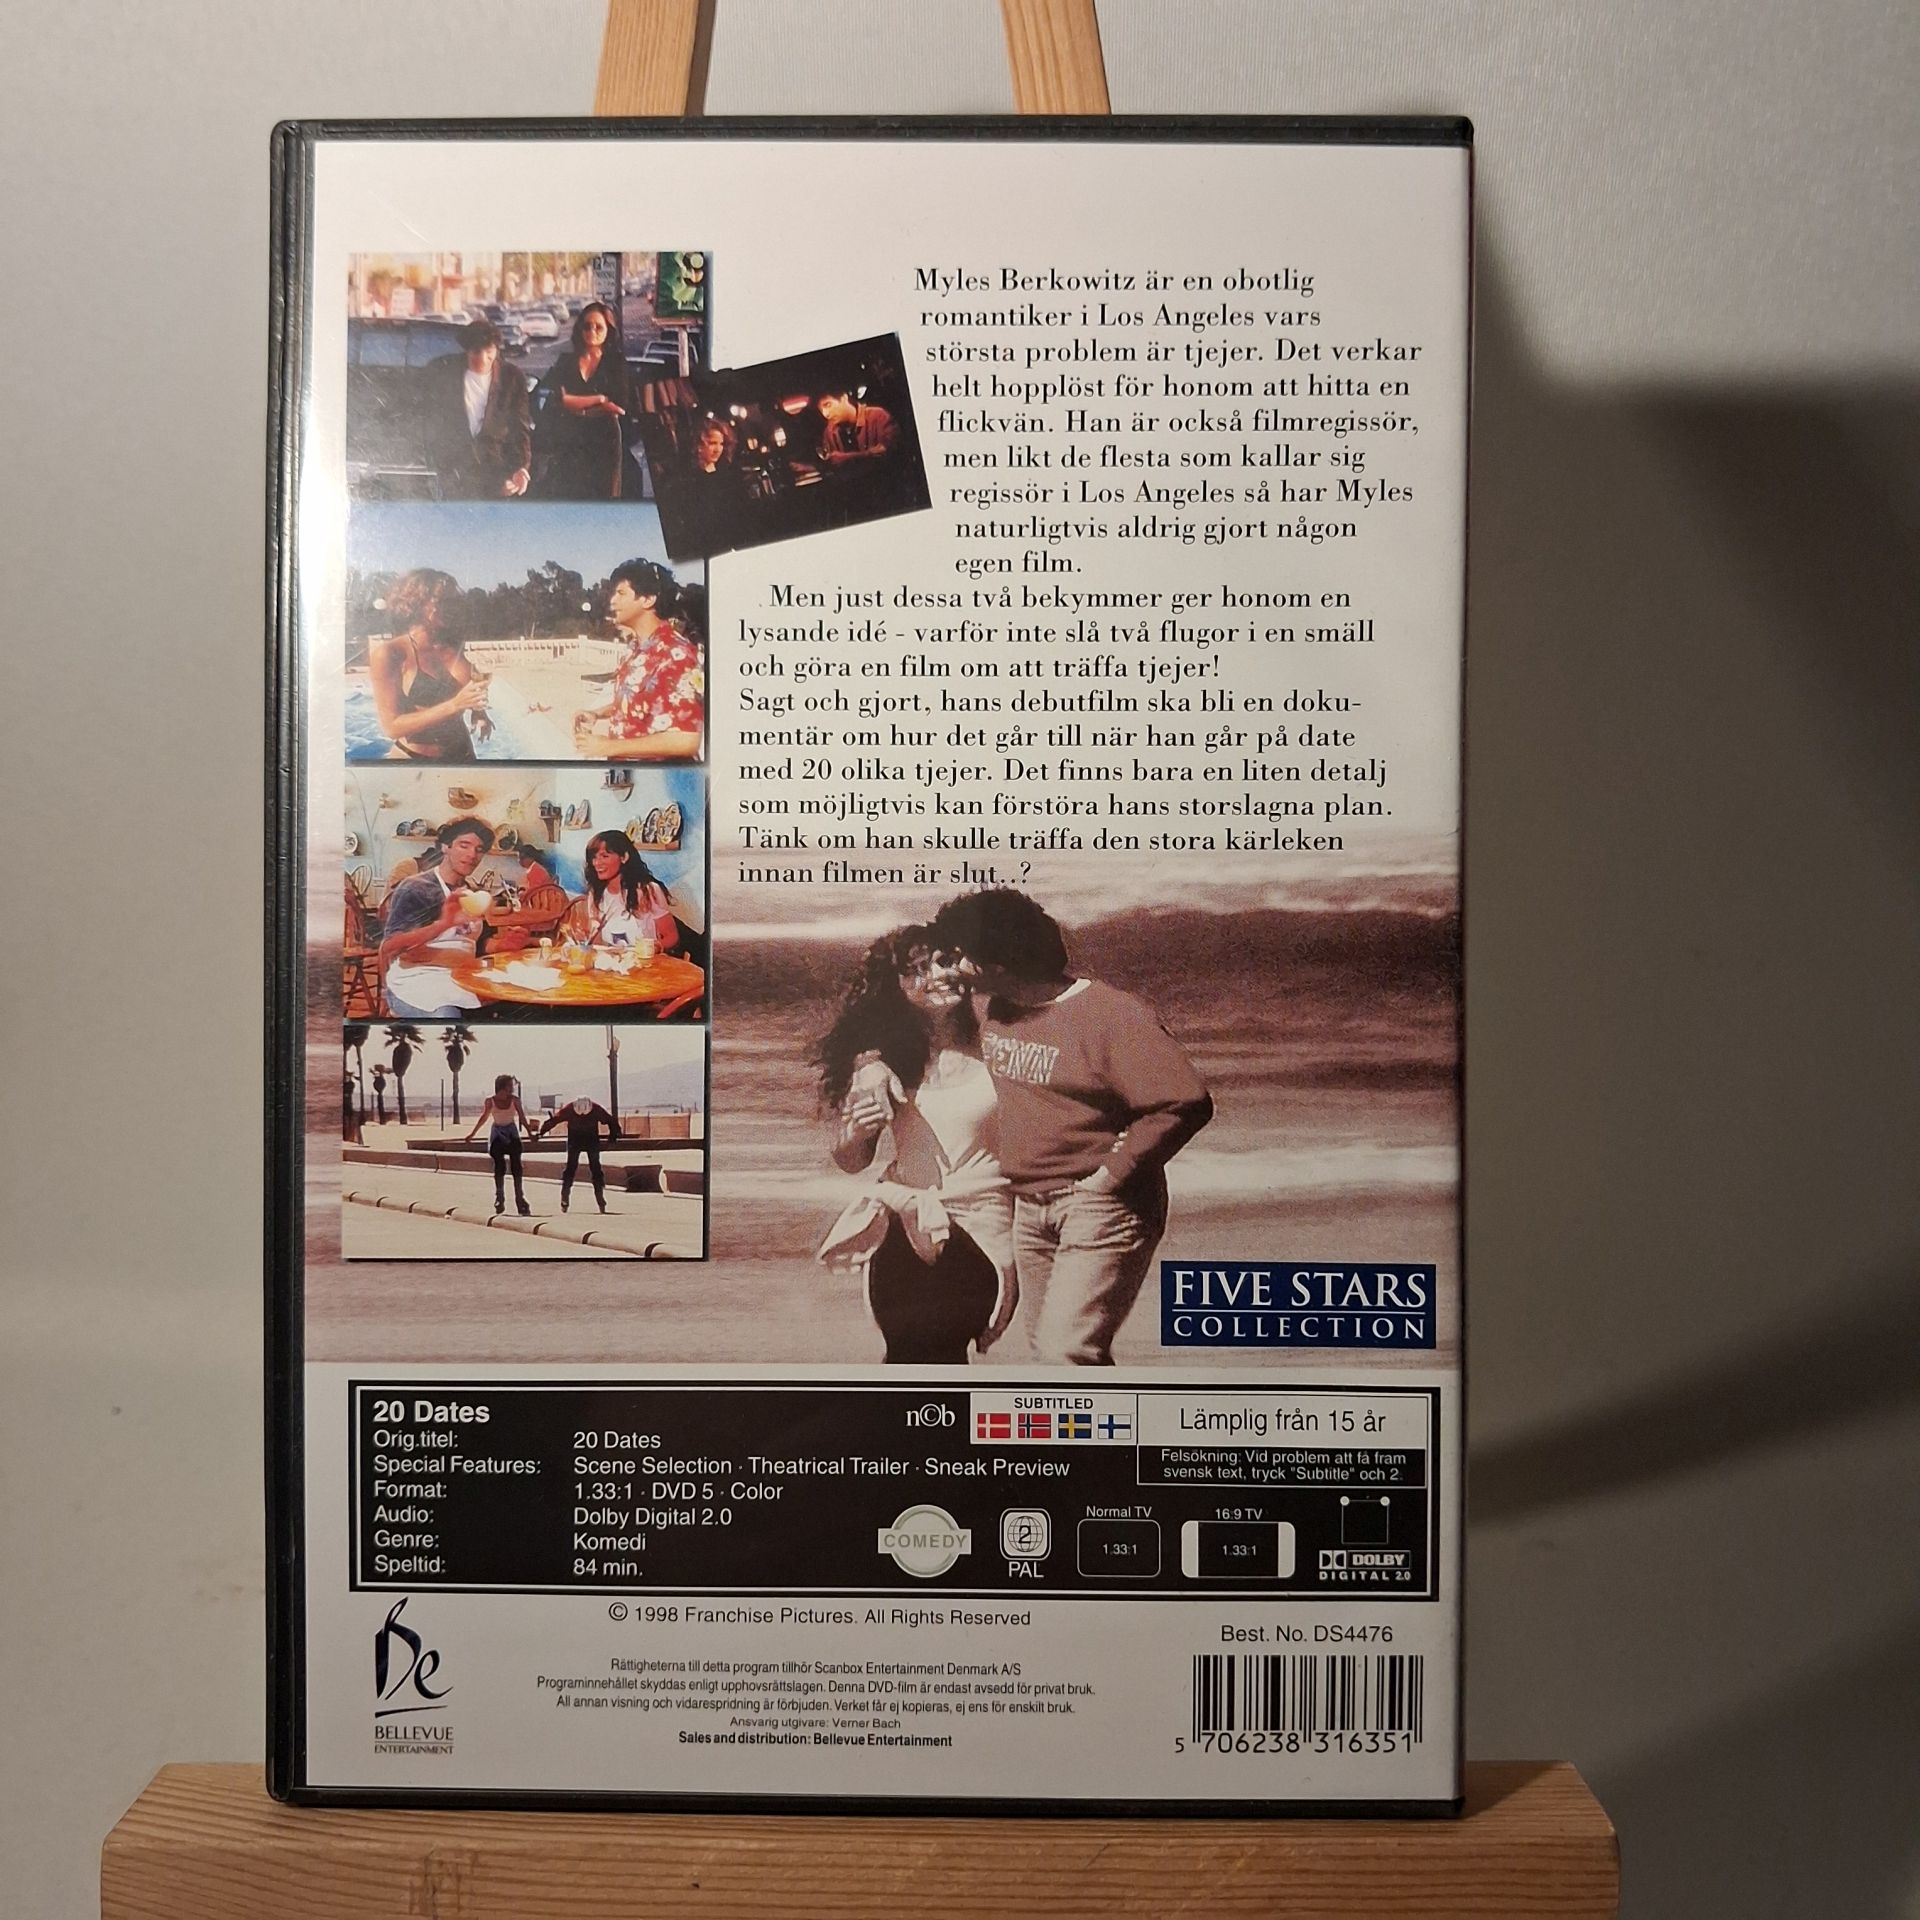 Myles Berkowitz är en obotlig
romantiker i Los Angeles vars
största problem är tjejer. Det verkar
helt hopplöst för honom att hitta en
flickvän. Han är också filmregissör,
men likt de flesta som kallar sig
regissör i Los Angeles så har Myles
naturligtvis aldrig gjort någon
egen film.
Men just dessa två bekymmer ger honom en
lysande idé - varför inte slå två flugor i en smäll
och göra en film om att träffa tjejer!
Sagt och gjort, hans debutfilm ska bli en doku-
mentär om hur det går till när han går på date
med 20 olika tjejer. Det finns bara en liten detalj
som möjligtvis kan förstöra hans storslagna plan.
Tänk om han skulle träffa den stora kärleken
innan filmen är slut..?
FIVE STARS
COLLECTION
20 Dates
Orig.titel: 20 Dates
Special Features: Scene Selection · Theatrical Trailer · Sneak Preview
Format: 1.33:1 · DVD 5 · Color
Audio: Dolby Digital 2.0
Genre: Komedi
Speltid: 84 min.
n©b
SUBTITLED
Lämplig från 15 år
Felsökning: Vid problem att få fram
svensk text, tryck "Subtitle" och 2.
COMEDY
2
PAL
Normal TV
1.33:1
16:9 TV
1.33:1
DOLBY
DIGITAL 2.0
© 1998 Franchise Pictures. All Rights Reserved
Be
BELLEVUE
ENTERTAINMENT
Rättigheterna till detta program tillhör Scanbox Entertainment Denmark A/S
Programinnehållet skyddas enligt upphovsrättslagen. Denna DVD-film är endast avsedd för privat bruk.
All annan visning och vidarespridning är förbjuden. Verket får ej kopieras, ej ens för enskilt bruk.
Ansvarig utgivare: Verner Bach
Sales and distribution: Bellevue Entertainment
Best. No. DS4476
5 706238 316351